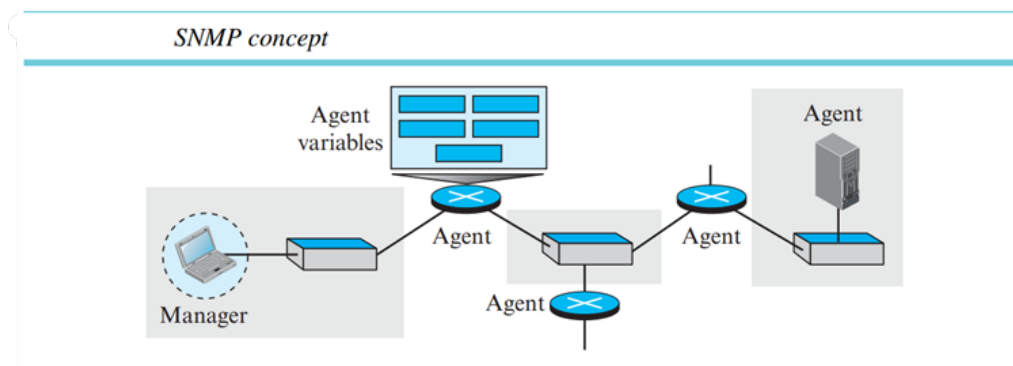 SNMP concept
Agent
variables
Agent
Agent
Agent
Agent
Manager